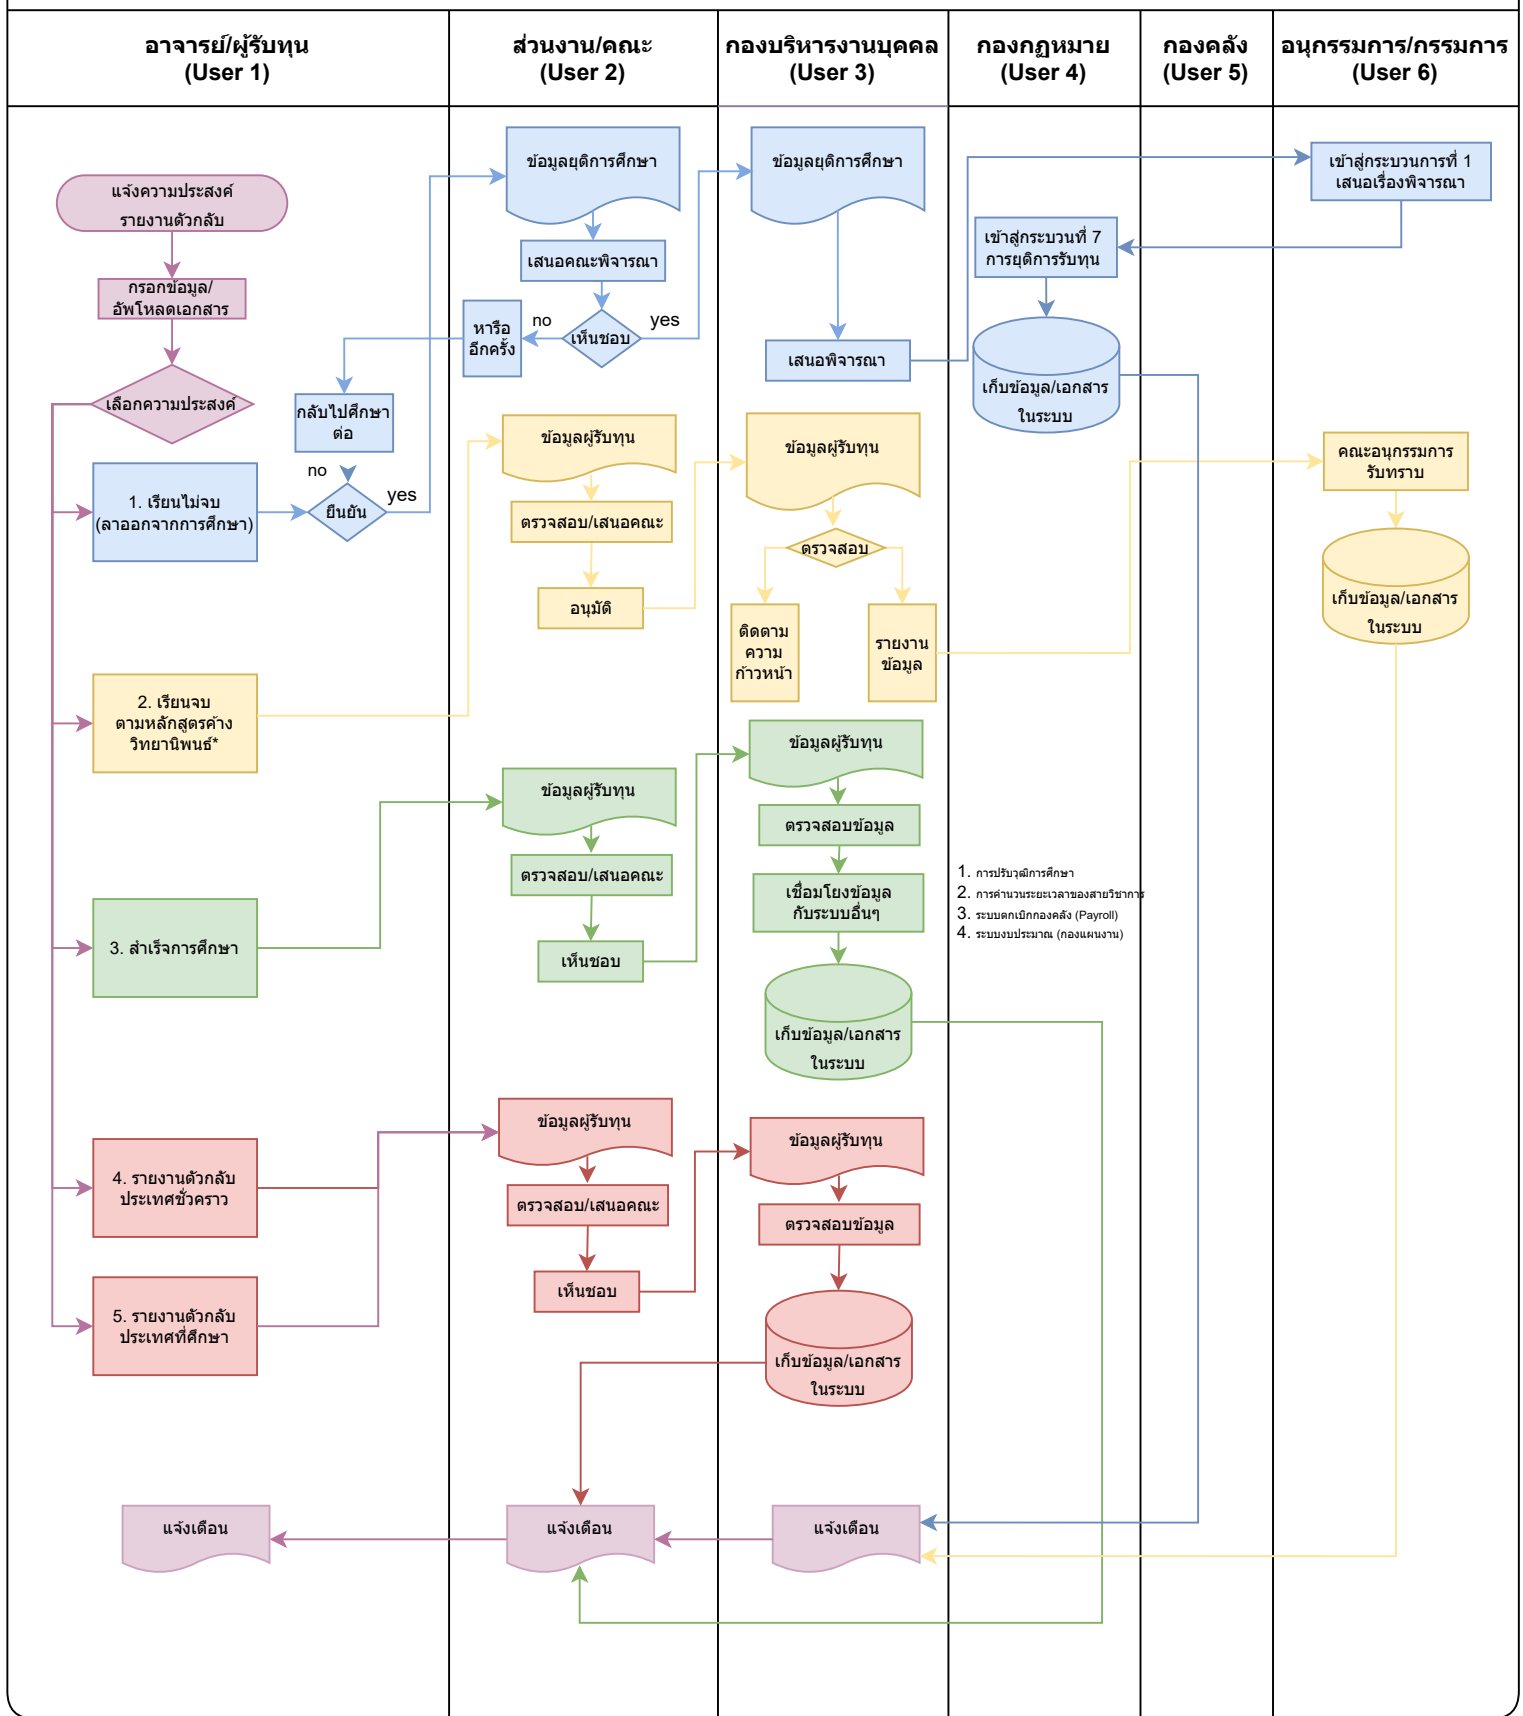 อาจารย์/ผู้รับทุน
(User 1)
ส่วนงาน/คณะ
(User 2)
กองบริหารงานบุคคล
(User 3)
กองกฎหมาย
(User 4)
กองคลัง
(User 5)
อนุกรรมการ/กรรมการ
(User 6)
แจ้งความประสงค์
รายงานตัวกลับ
กรอกข้อมูล/
อัพโหลดเอกสาร
เลือกความประสงค์
ข้อมูลยุติการศึกษา
เสนอคณะพิจารณา
เห็นชอบ
no
yes
หารือ
อีกครั้ง
กลับไปศึกษา
ต่อ
no
ยืนยัน
yes
1. เรียนไม่จบ
(ลาออกจากการศึกษา)
ข้อมูลยุติการศึกษา
เสนอพิจารณา
เข้าสู่กระบวนการที่ 1
เสนอเรื่องพิจารณา
เข้าสู่กระบวนที่ 7
การยุติการรับทุน
เก็บข้อมูล/เอกสาร
ในระบบ
2. เรียนจบ
ตามหลักสูตรค้าง
วิทยานิพนธ์*
ข้อมูลผู้รับทุน
ตรวจสอบ/เสนอคณะ
อนุมัติ
ข้อมูลผู้รับทุน
ตรวจสอบ
ติดตาม
ความ
ก้าวหน้า
รายงาน
ข้อมูล
คณะอนุกรรมการ
รับทราบ
เก็บข้อมูล/เอกสาร
ในระบบ
3. สำเร็จการศึกษา
ข้อมูลผู้รับทุน
ตรวจสอบ/เสนอคณะ
เห็นชอบ
ข้อมูลผู้รับทุน
ตรวจสอบข้อมูล
เชื่อมโยงข้อมูล
กับระบบอื่นๆ
เก็บข้อมูล/เอกสาร
ในระบบ
1. การปรับวุฒิการศึกษา
2. การคำนวนระยะเวลาของสายวิชาการ
3. ระบบตกเบิกกองคลัง (Payroll)
4. ระบบงบประมาณ (กองแผนงาน)
4. รายงานตัวกลับ
ประเทศชั่วคราว
5. รายงานตัวกลับ
ประเทศที่ศึกษา
ข้อมูลผู้รับทุน
ตรวจสอบ/เสนอคณะ
เห็นชอบ
ข้อมูลผู้รับทุน
ตรวจสอบข้อมูล
เก็บข้อมูล/เอกสาร
ในระบบ
แจ้งเตือน
แจ้งเตือน
แจ้งเตือน